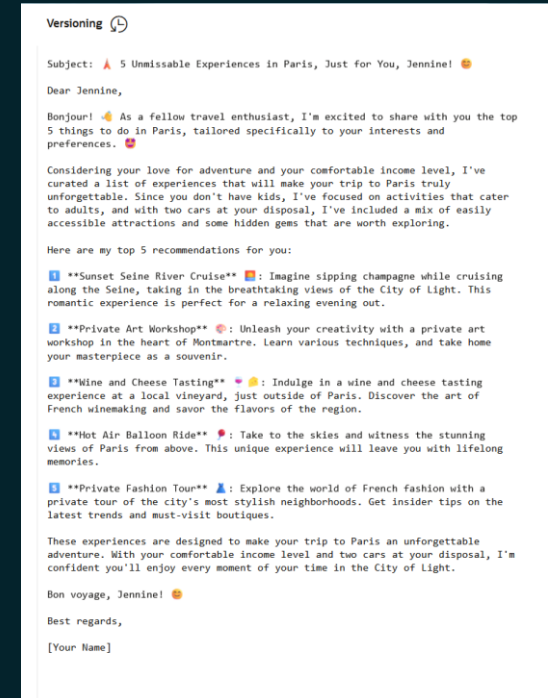 Versioning
Subject: 🗼 5 Unmissable Experiences in Paris, Just for You, Jennine! 🤩
Dear Jennine,
Bonjour! 🥐 As a fellow travel enthusiast, I'm excited to share with you the top
5 things to do in Paris, tailored specifically to your interests and
preferences. 🤩
Considering your love for adventure and your comfortable income level, I've
curated a list of experiences that will make your trip to Paris truly
unforgettable. Since you don't have kids, I've focused on activities that cater
to adults, and with two cars at your disposal, I've included a mix of easily
accessible attractions and some hidden gems that are worth exploring.
Here are my top 5 recommendations for you:
1️⃣ **Sunset Seine River Cruise** 🌅: Imagine sipping champagne while cruising
along the Seine, taking in the breathtaking views of the City of Light. This
romantic experience is perfect for a relaxing evening out.
2️⃣ **Private Art Workshop** 🎨: Unleash your creativity with a private art
workshop in the heart of Montmartre. Learn various techniques, and take home
your masterpiece as a souvenir.
3️⃣ **Wine and Cheese Tasting** 🍷🧀: Indulge in a wine and cheese tasting
experience at a local vineyard, just outside of Paris. Discover the art of
French winemaking and savor the flavors of the region.
4️⃣ **Hot Air Balloon Ride** 🎈: Take to the skies and witness the stunning
views of Paris from above. This unique experience will leave you with lifelong
memories.
5️⃣ **Private Fashion Tour** 👗: Explore the world of French fashion with a
private tour of the city's most stylish neighborhoods. Get insider tips on the
latest trends and must-visit boutiques.
These experiences are designed to make your trip to Paris an unforgettable
adventure. With your comfortable income level and two cars at your disposal, I'm
confident you'll enjoy every moment of your time in the City of Light.
Bon voyage, Jennine! 🤩
Best regards,
[Your Name]